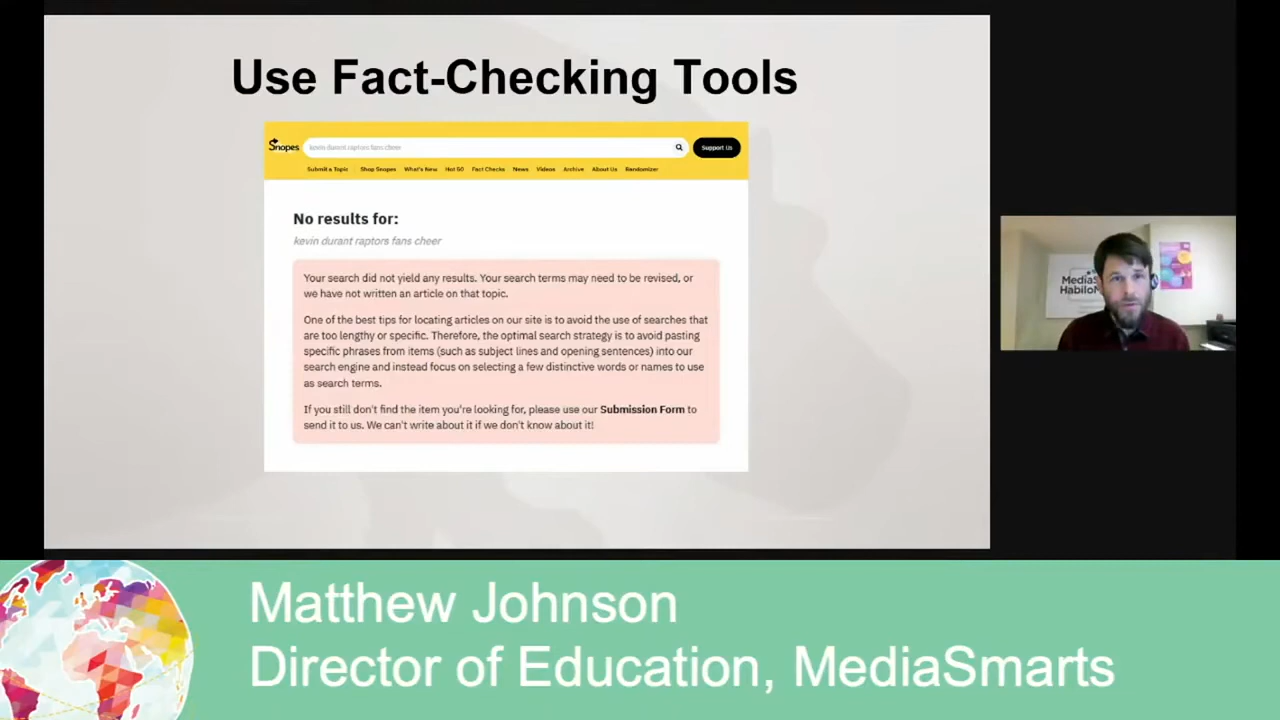 Use Fact-Checking Tools
Snopes
kevin durant raptors fans cheer
Support Us
Submit a Topic
Shop Snopes
What's New
Hot 50
Fact Checks
News
Videos
Archive
About Us
Randomizer
No results for:
kevin durant raptors fans cheer
Your search did not yield any results. Your search terms may need to be revised, or
we have not written an article on that topic.
One of the best tips for locating articles on our site is to avoid the use of searches that
are too lengthy or specific. Therefore, the optimal search strategy is to avoid pasting
specific phrases from items (such as subject lines and opening sentences) into our
search engine and instead focus on selecting a few distinctive words or names to use
as search terms.
If you still don't find the item you're looking for, please use our Submission Form to
send it to us. We can't write about it if we don't know about it!
Matthew Johnson
Director of Education, MediaSmarts